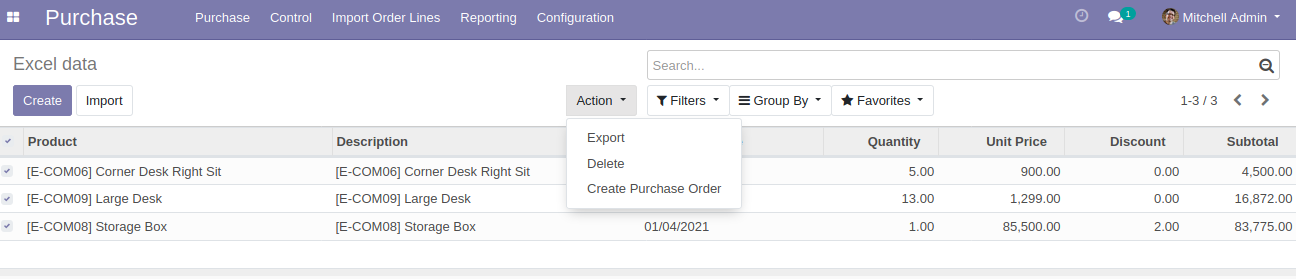 Purchase Purchase Control Import Order Lines Reporting Configuration 1 Mitchell Admin
Excel data Search...
Create Import Action Filters Group By Favorites 1-3 / 3
Product Description Quantity Unit Price Discount Subtotal
Export
Delete
Create Purchase Order
[E-COM06] Corner Desk Right Sit [E-COM06] Corner Desk Right Sit 5.00 900.00 0.00 4,500.00
[E-COM09] Large Desk [E-COM09] Large Desk 13.00 1,299.00 0.00 16,872.00
[E-COM08] Storage Box [E-COM08] Storage Box 01/04/2021 1.00 85,500.00 2.00 83,775.00